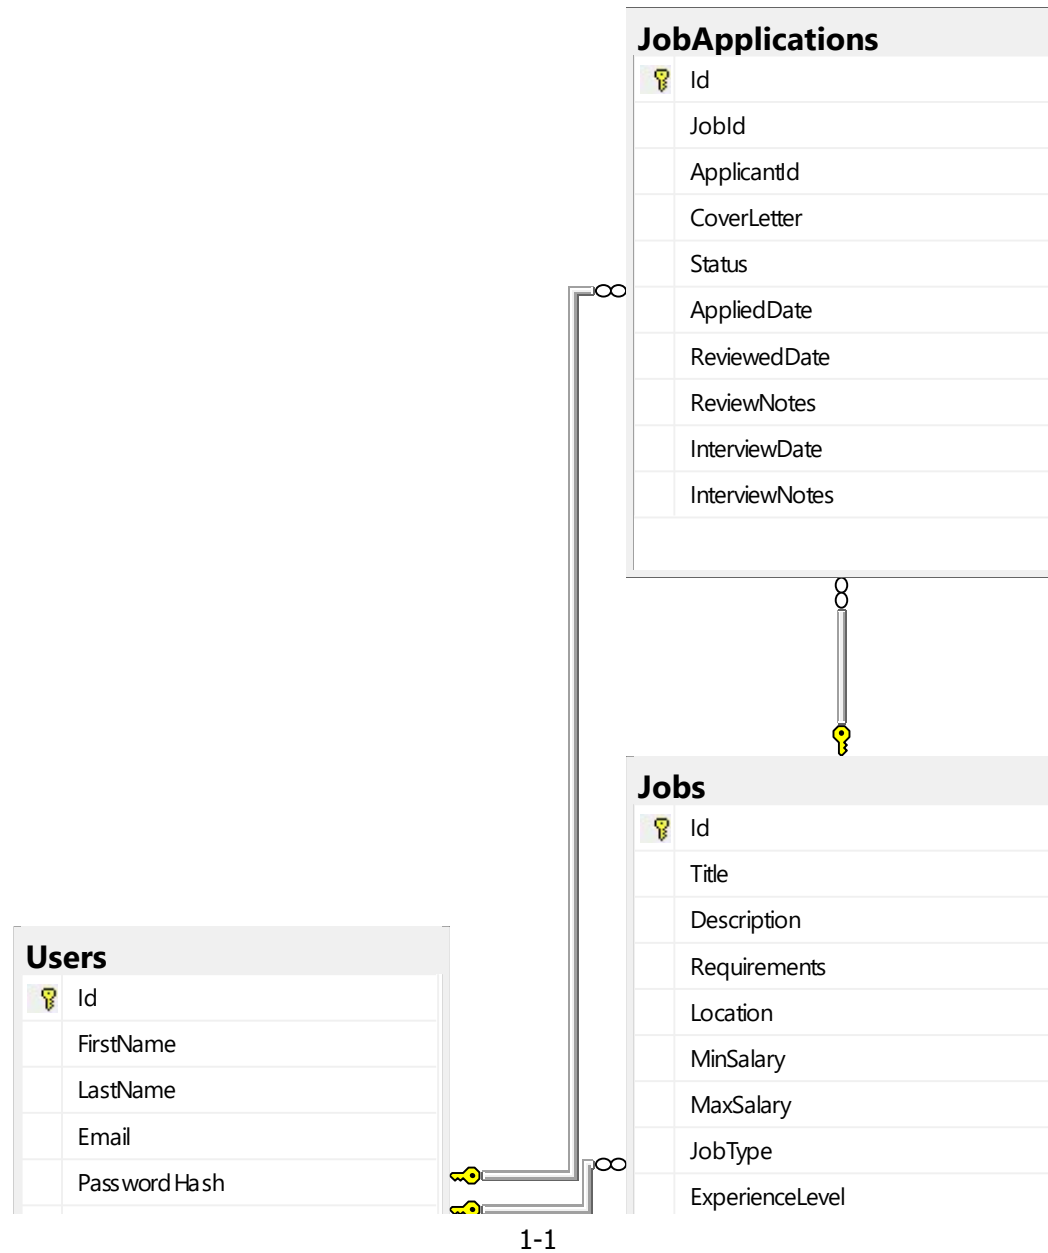 JobApplications
Id
JobId
ApplicantId
CoverLetter
Status
AppliedDate
ReviewedDate
ReviewNotes
InterviewDate
InterviewNotes
Jobs
Id
Title
Description
Requirements
Location
MinSalary
MaxSalary
JobType
ExperienceLevel
Users
Id
FirstName
LastName
Email
PasswordHash
1-1